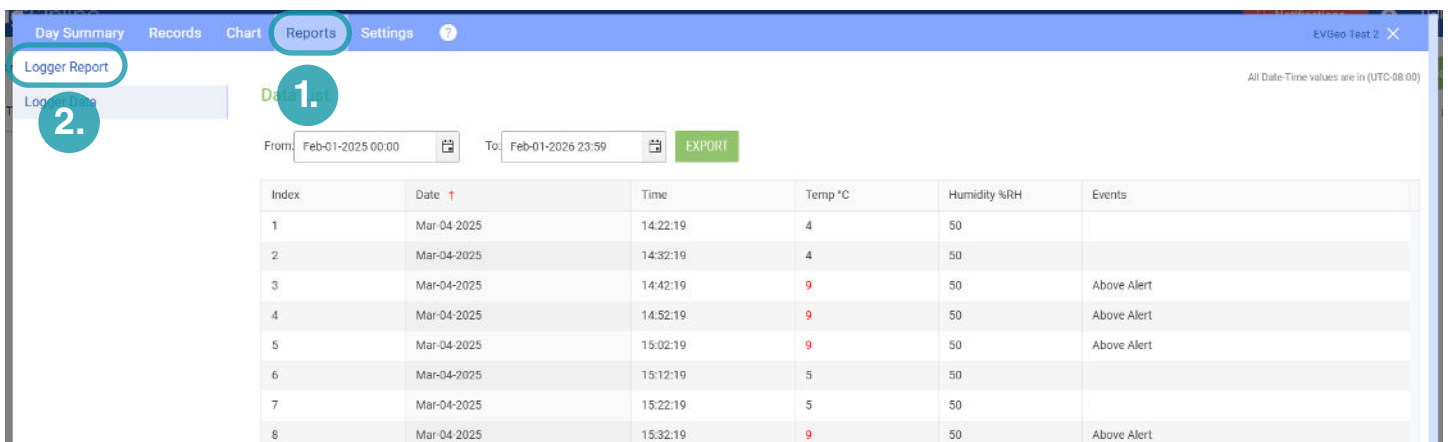 Day Summary Records Chart Reports Settings ? EVGeo Test 2
1.
Logger Report
All Date-Time values are in (UTC-08:00)
Logger Data
2.
From: Feb-01-2025 00:00 To: Feb-01-2026 23:59 EXPORT
Index Date ↑ Time Temp °C Humidity %RH Events
1 Mar-04-2025 14:22:19 4 50
2 Mar-04-2025 14:32:19 4 50
3 Mar-04-2025 14:42:19 9 50 Above Alert
4 Mar-04-2025 14:52:19 9 50 Above Alert
5 Mar-04-2025 15:02:19 9 50 Above Alert
6 Mar-04-2025 15:12:19 5 50
7 Mar-04-2025 15:22:19 5 50
8 Mar-04-2025 15:32:19 9 50 Above Alert